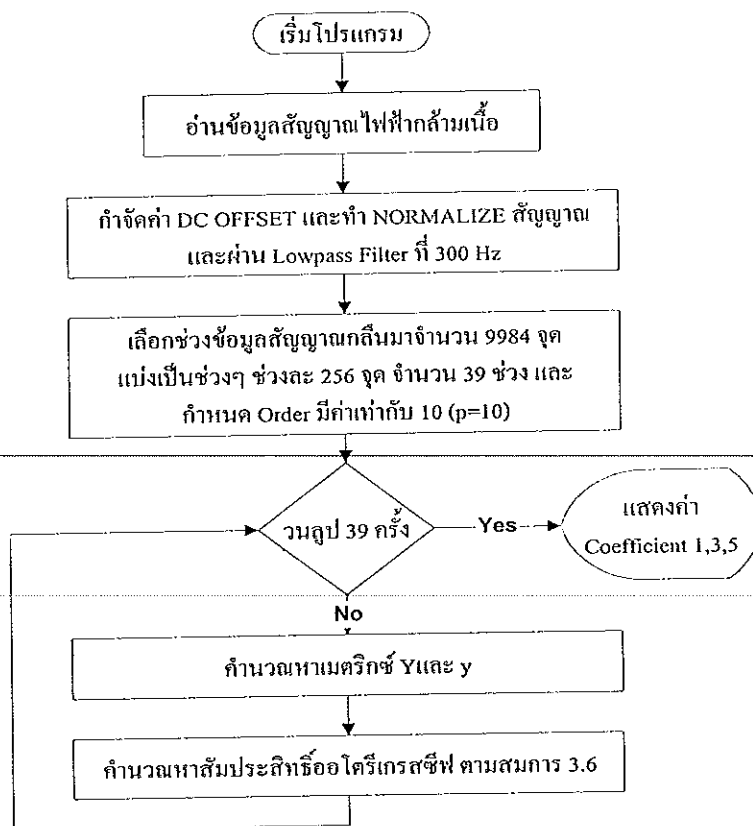 เริ่มโปรแกรม
อ่านข้อมูลสัญญาณไฟฟ้ากล้ามเนื้อ
กำจัดค่า DC OFFSET และทำ NORMALIZE สัญญาณ
และผ่าน Lowpass Filter ที่ 300 Hz
เลือกช่วงข้อมูลสัญญาณกลืนมาจำนวน 9984 จุด
แบ่งเป็นช่วงๆ ช่วงละ 256 จุด จำนวน 39 ช่วง และ
กำหนด Order มีค่าเท่ากับ 10 (p=10)
วนลูป 39 ครั้ง
Yes
แสดงค่า
Coefficient 1,3,5
No
คำนวณหาเมตริกซ์ Yและ y
คำนวณหาสัมประสิทธิ์ออโตรีเกรสซีฟ ตามสมการ 3.6